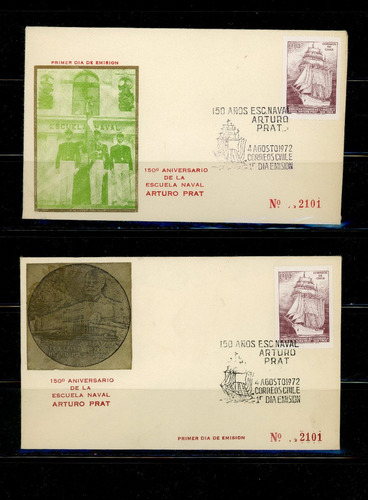 PRIMER DIA DE EMISION
ESCUELA NAVAL
150º ANIVERSARIO
DE LA
ESCUELA NAVAL
ARTURO PRAT
150 AÑOS ESC.NAVAL
ARTURO
PRAT
4 AGOSTO 1972
CORREOS CHILE
1º DIA EMISION
Nº 2101
150º ANIVERSARIO
DE LA
ESCUELA NAVAL
ARTURO PRAT
150 AÑOS ESC.NAVAL
ARTURO
PRAT
4 AGOSTO 1972
CORREOS CHILE
1º DIA EMISION
PRIMER DIA DE EMISION
Nº 2101